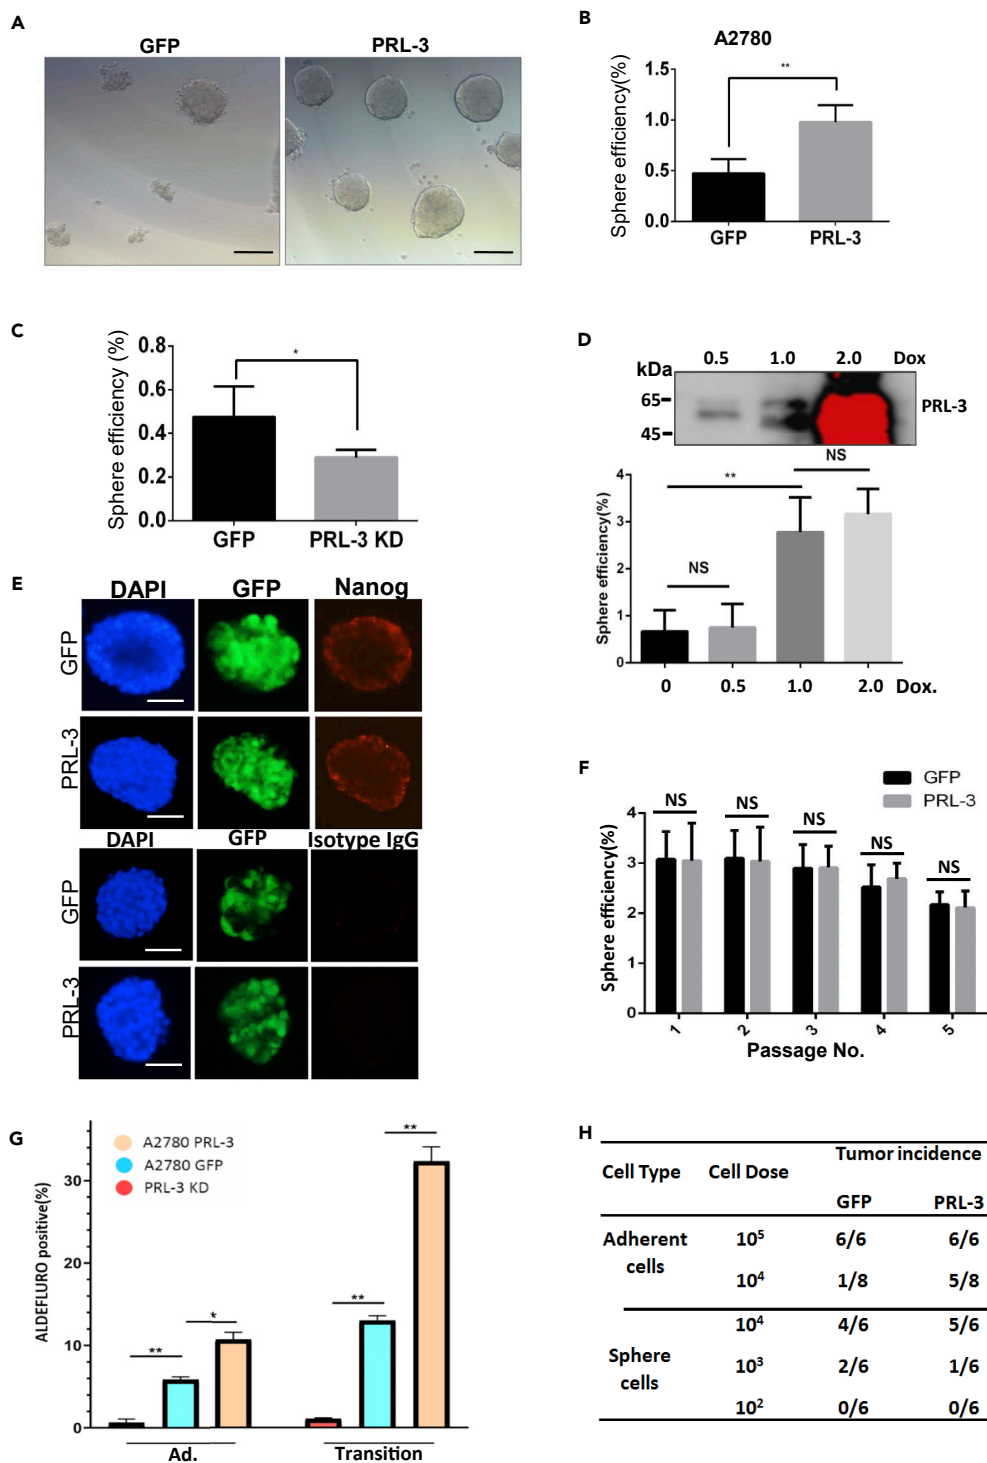 A
GFP
PRL-3
B
A2780
Sphere efficiency(%)
1.5
1.0
0.5
0.0
**
GFP
PRL-3
C
Sphere efficiency (%)
0.8
0.6
0.4
0.2
0.0
*
GFP
PRL-3 KD
D
0.5
1.0
2.0
Dox
kDa
65
45
PRL-3
Sphere efficiency(%)
4
3
2
1
0
**
NS
NS
0
0.5
1.0
2.0
Dox.
E
DAPI
GFP
Nanog
GFP
PRL-3
DAPI
GFP
Isotype IgG
GFP
PRL-3
F
GFP
PRL-3
Sphere efficiency(%)
4
3
2
1
0
NS
NS
NS
NS
NS
1
2
3
4
5
Passage No.
G
A2780 PRL-3
A2780 GFP
PRL-3 KD
ALDEFLURO positive(%)
30
20
10
0
**
*
**
**
Ad.
Transition
H
Tumor incidence
Cell Type
Cell Dose
GFP
PRL-3
Adherent cells
10⁵
6/6
6/6
10⁴
1/8
5/8
Sphere cells
10⁴
4/6
5/6
10³
2/6
1/6
10²
0/6
0/6